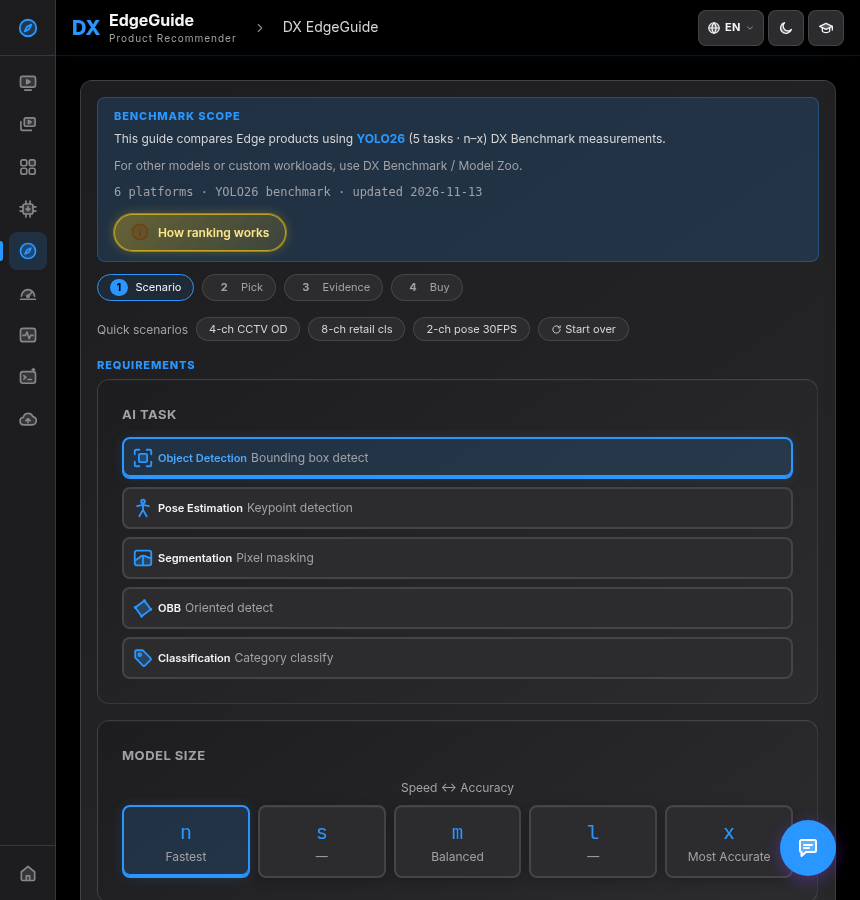 DX EdgeGuide
Product Recommender
DX EdgeGuide
EN
BENCHMARK SCOPE
This guide compares Edge products using YOLO26 (5 tasks · n–x) DX Benchmark measurements.
For other models or custom workloads, use DX Benchmark / Model Zoo.
6 platforms · YOLO26 benchmark · updated 2026-11-13
How ranking works
1 Scenario
2 Pick
3 Evidence
4 Buy
Quick scenarios
4-ch CCTV OD
8-ch retail cls
2-ch pose 30FPS
Start over
REQUIREMENTS
AI TASK
Object Detection Bounding box detect
Pose Estimation Keypoint detection
Segmentation Pixel masking
OBB Oriented detect
Classification Category classify
MODEL SIZE
Speed ↔ Accuracy
n
Fastest
s
—
m
Balanced
l
—
x
Most Accurate